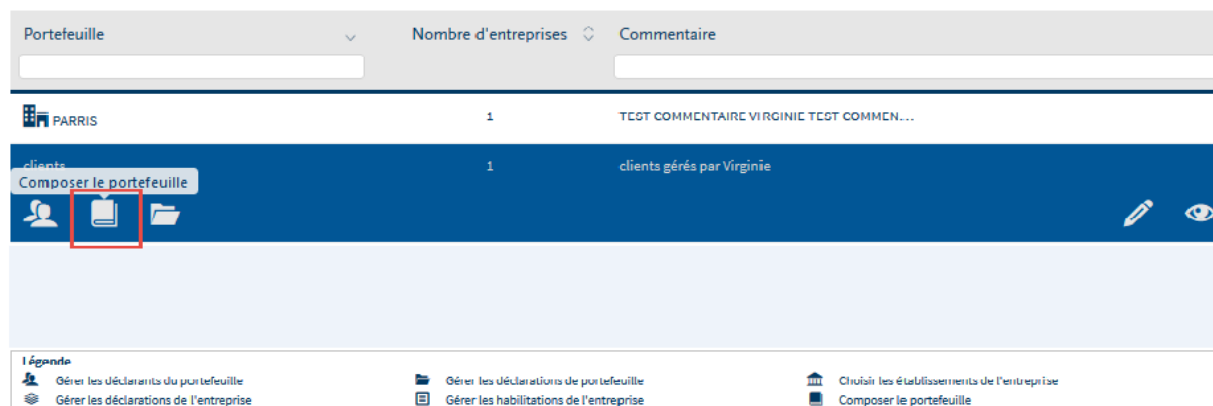 Portefeuille Nombre d'entreprises Commentaire
PARRIS 1 TEST COMMENTAIRE VIRGINIE TEST COMMEN...
clients 1 clients gérés par Virginie
Composer le portefeuille
Légende
Gérer les déclarants du portefeuille Gérer les déclarations de portefeuille Choisir les établissements de l'entreprise
Gérer les déclarations de l'entreprise Gérer les habilitations de l'entreprise Composer le portefeuille